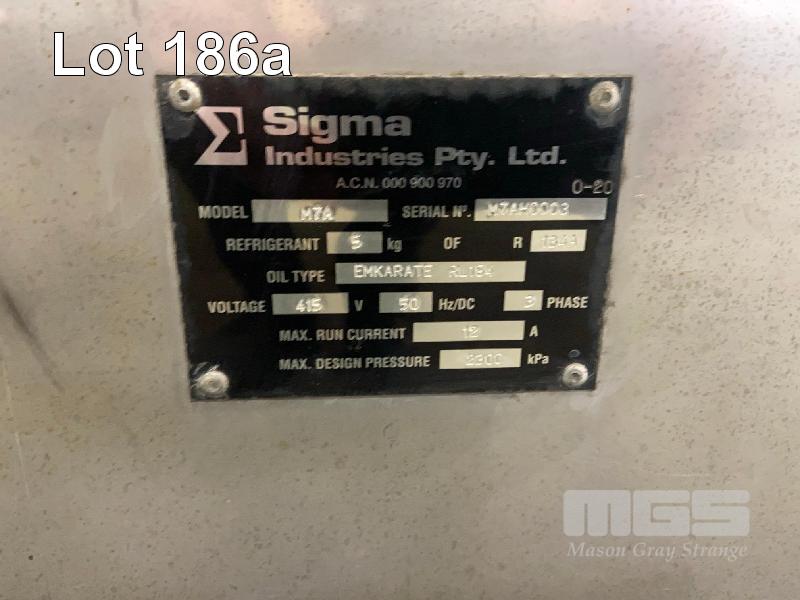 Lot 186a
Σ Sigma
Industries Pty. Ltd.
A.C.N. 000 900 970
0-20
MODEL M7A SERIAL Nº. M7AH0003
REFRIGERANT 5 kg OF R 134A
OIL TYPE EMKARATE RL184
VOLTAGE 415 V 50 Hz/DC 3 PHASE
MAX. RUN CURRENT 12 A
MAX. DESIGN PRESSURE 2300 kPa
MGS
Mason Gray Strange